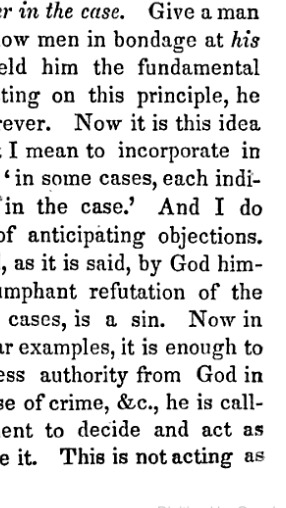 r in the case. Give a man
ow men in bondage at his
eld him the fundamental
ting on this principle, he
rever. Now it is this idea
I mean to incorporate in
‘in some cases, each indi-
in the case.’ And I do
of anticipating objections.
, as it is said, by God him-
umphant refutation of the
cases, is a sin. Now in
ar examples, it is enough to
ess authority from God in
se of crime, &c., he is call-
ent to decide and act as
e it. This is not acting as